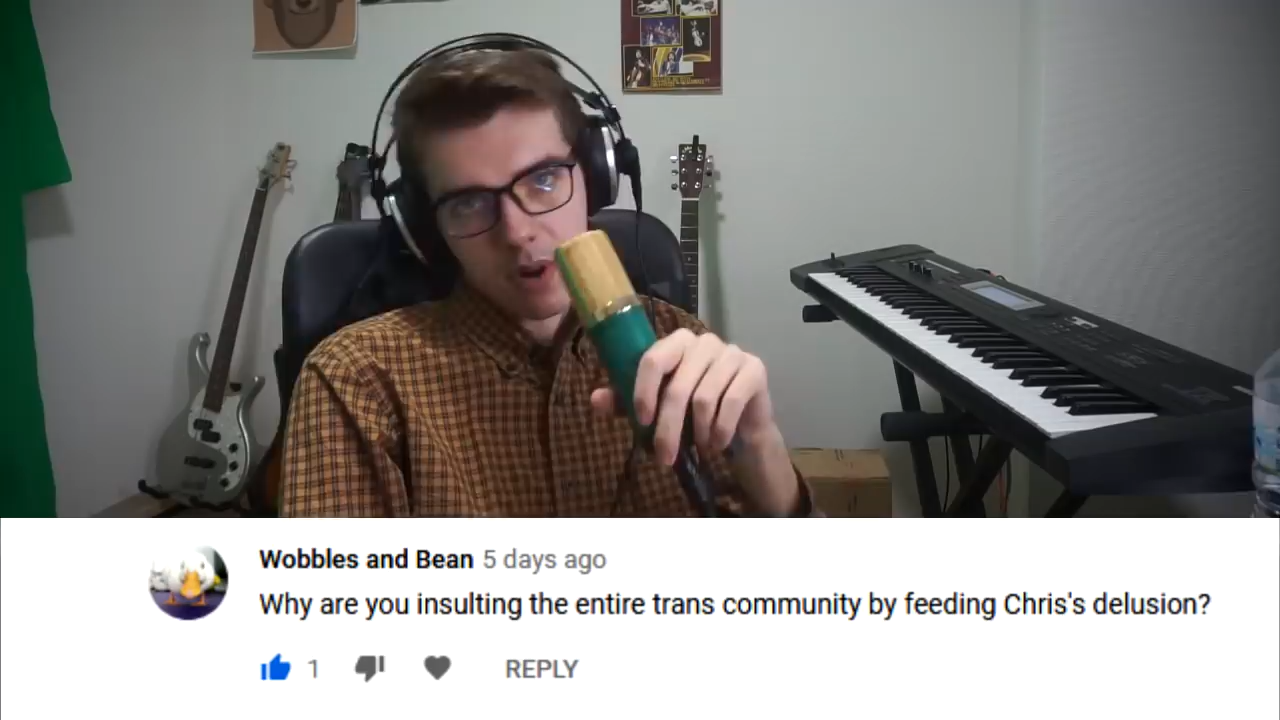 Wobbles and Bean 5 days ago
Why are you insulting the entire trans community by feeding Chris's delusion?
1 REPLY